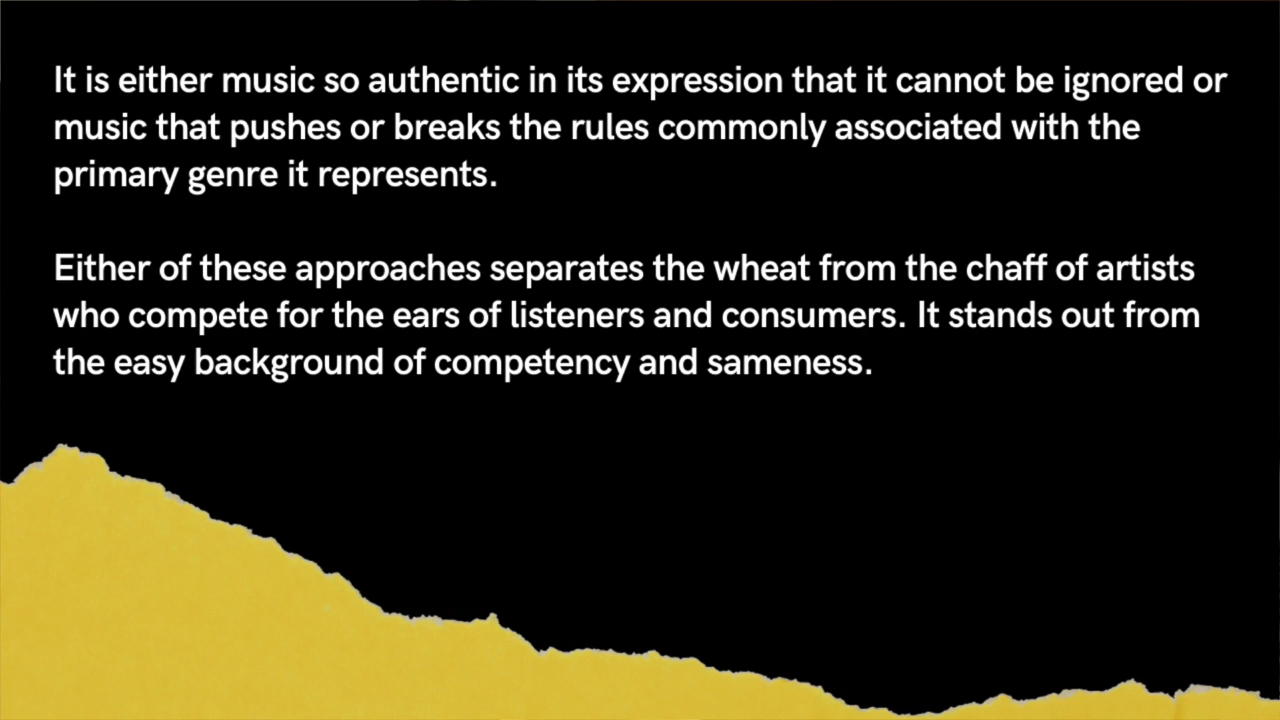 It is either music so authentic in its expression that it cannot be ignored or
music that pushes or breaks the rules commonly associated with the
primary genre it represents.
Either of these approaches separates the wheat from the chaff of artists
who compete for the ears of listeners and consumers. It stands out from
the easy background of competency and sameness.